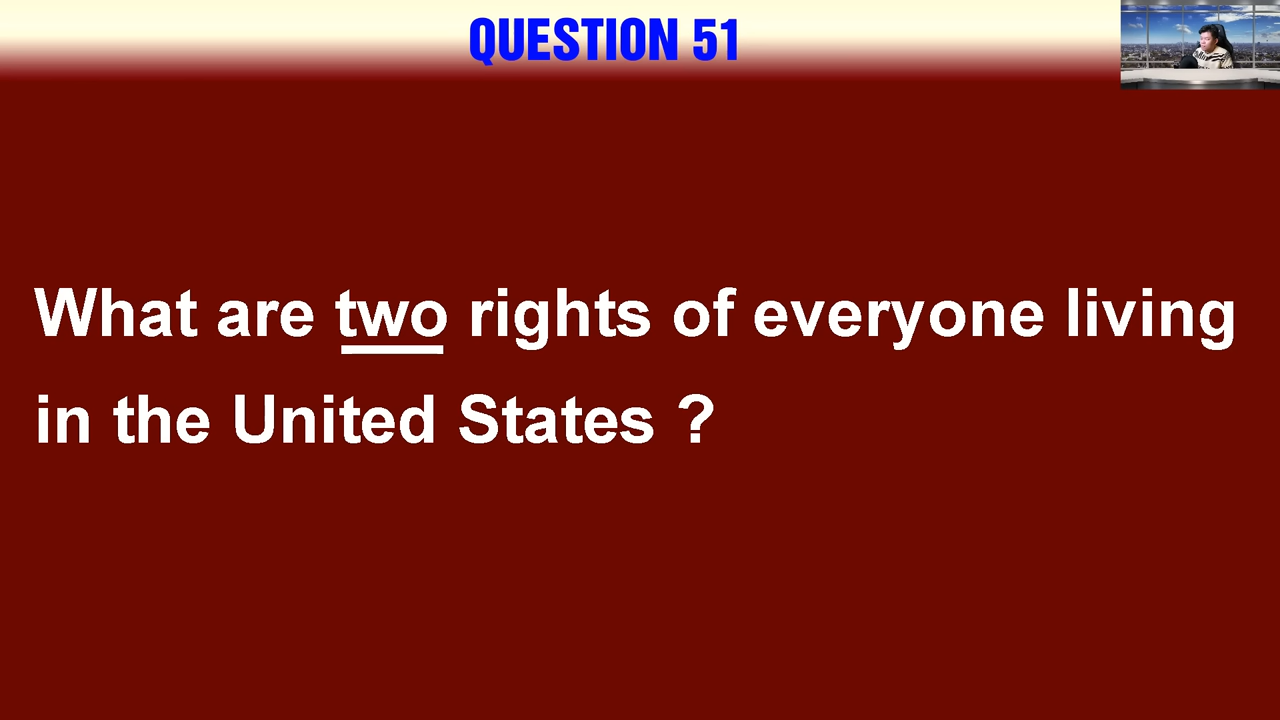 QUESTION 51
What are two rights of everyone living
in the United States ?